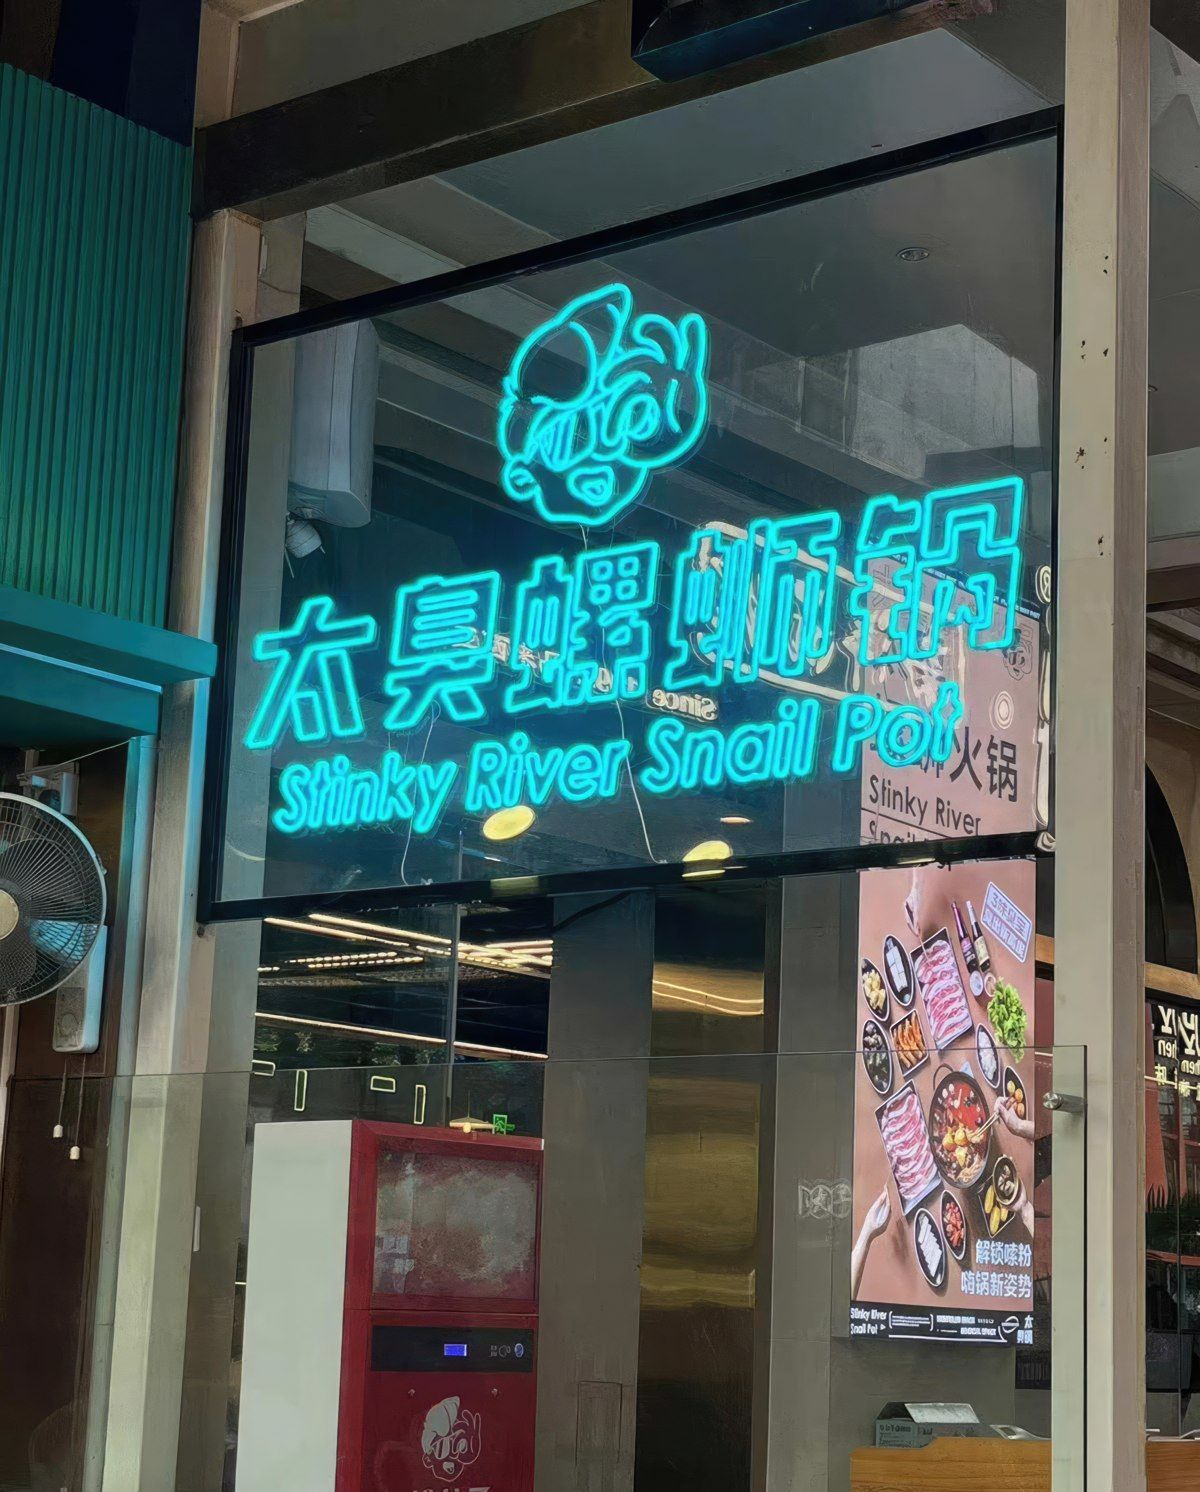 太臭螺蛳锅
Stinky River Snail Pot
Since
火锅
Stinky River
解锁嗦粉
嗨锅新姿势
Stinky River
Snail Pot